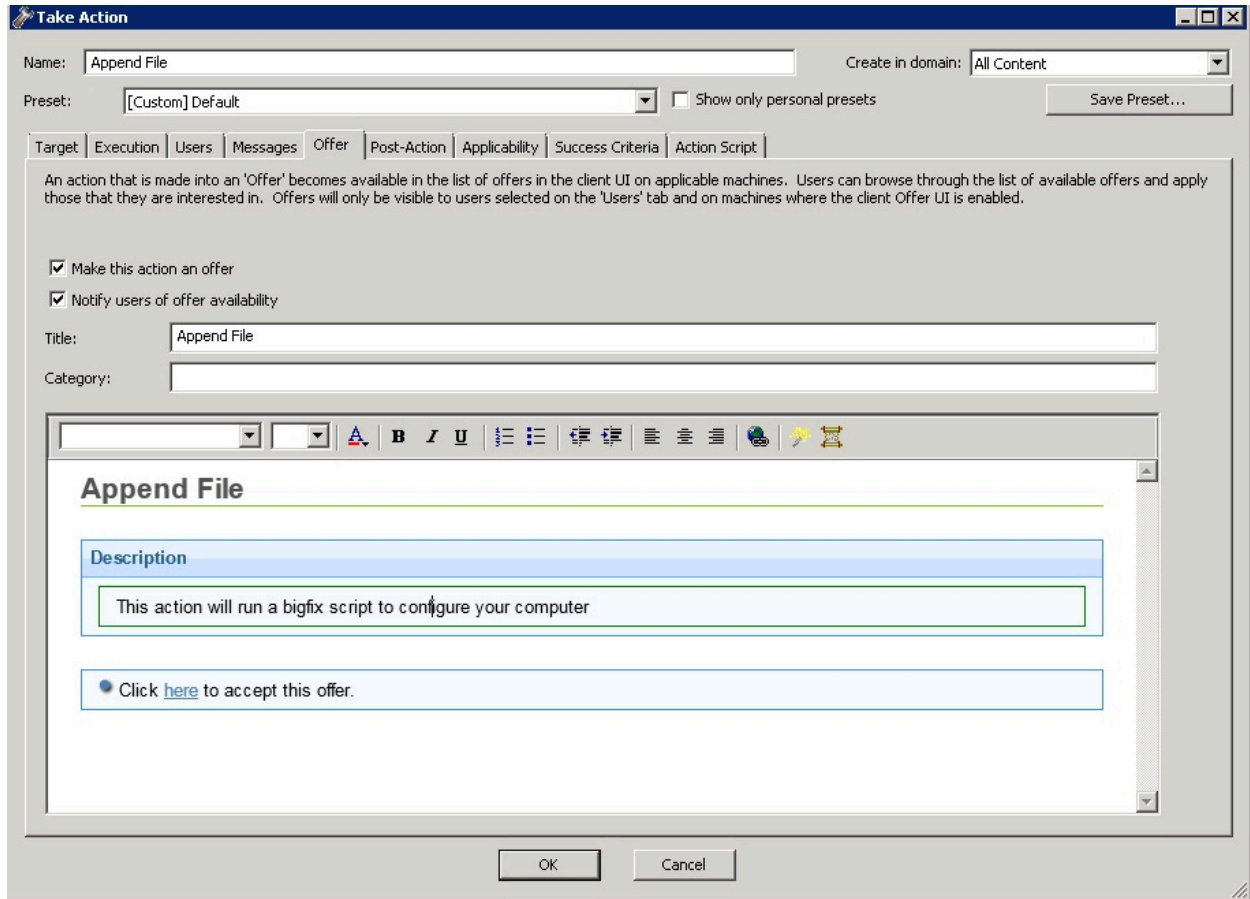 Take Action
Name: Append File Create in domain: All Content
Preset: [Custom] Default Show only personal presets Save Preset...
Target Execution Users Messages Offer Post-Action Applicability Success Criteria Action Script
An action that is made into an 'Offer' becomes available in the list of offers in the client UI on applicable machines. Users can browse through the list of available offers and apply
those that they are interested in. Offers will only be visible to users selected on the 'Users' tab and on machines where the client Offer UI is enabled.
Make this action an offer
Notify users of offer availability
Title: Append File
Category:
A B I U
Append File
Description
This action will run a bigfix script to configure your computer
Click here to accept this offer.
OK Cancel